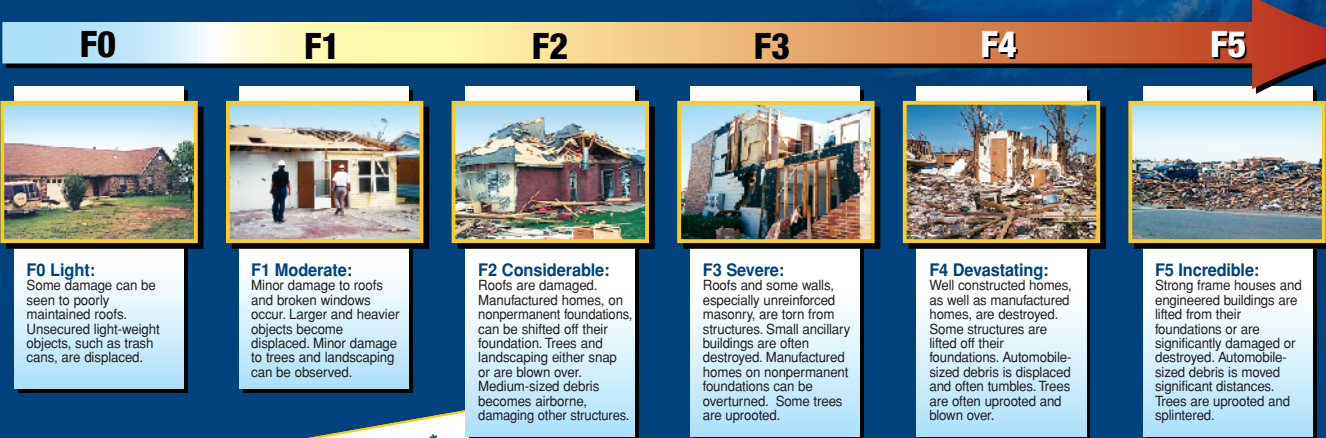 F0 F1 F2 F3 F4 F5
F0 Light:
Some damage can be
seen to poorly
maintained roofs.
Unsecured light-weight
objects, such as trash
cans, are displaced.
F1 Moderate:
Minor damage to roofs
and broken windows
occur. Larger and heavier
objects become
displaced. Minor damage
to trees and landscaping
can be observed.
F2 Considerable:
Roofs are damaged.
Manufactured homes, on
nonpermanent foundations,
can be shifted off their
foundation. Trees and
landscaping either snap
or are blown over.
Medium-sized debris
becomes airborne,
damaging other structures.
F3 Severe:
Roofs and some walls,
especially unreinforced
masonry, are torn from
structures. Small ancillary
buildings are often
destroyed. Manufactured
homes on nonpermanent
foundations can be
overturned. Some trees
are uprooted.
F4 Devastating:
Well constructed homes,
as well as manufactured
homes, are destroyed.
Some structures are
lifted off their
foundations. Automobile-
sized debris is displaced
and often tumbles. Trees
are often uprooted and
blown over.
F5 Incredible:
Strong frame houses and
engineered buildings are
lifted from their
foundations or are
significantly damaged or
destroyed. Automobile-
sized debris is moved
significant distances.
Trees are uprooted and
splintered.
*